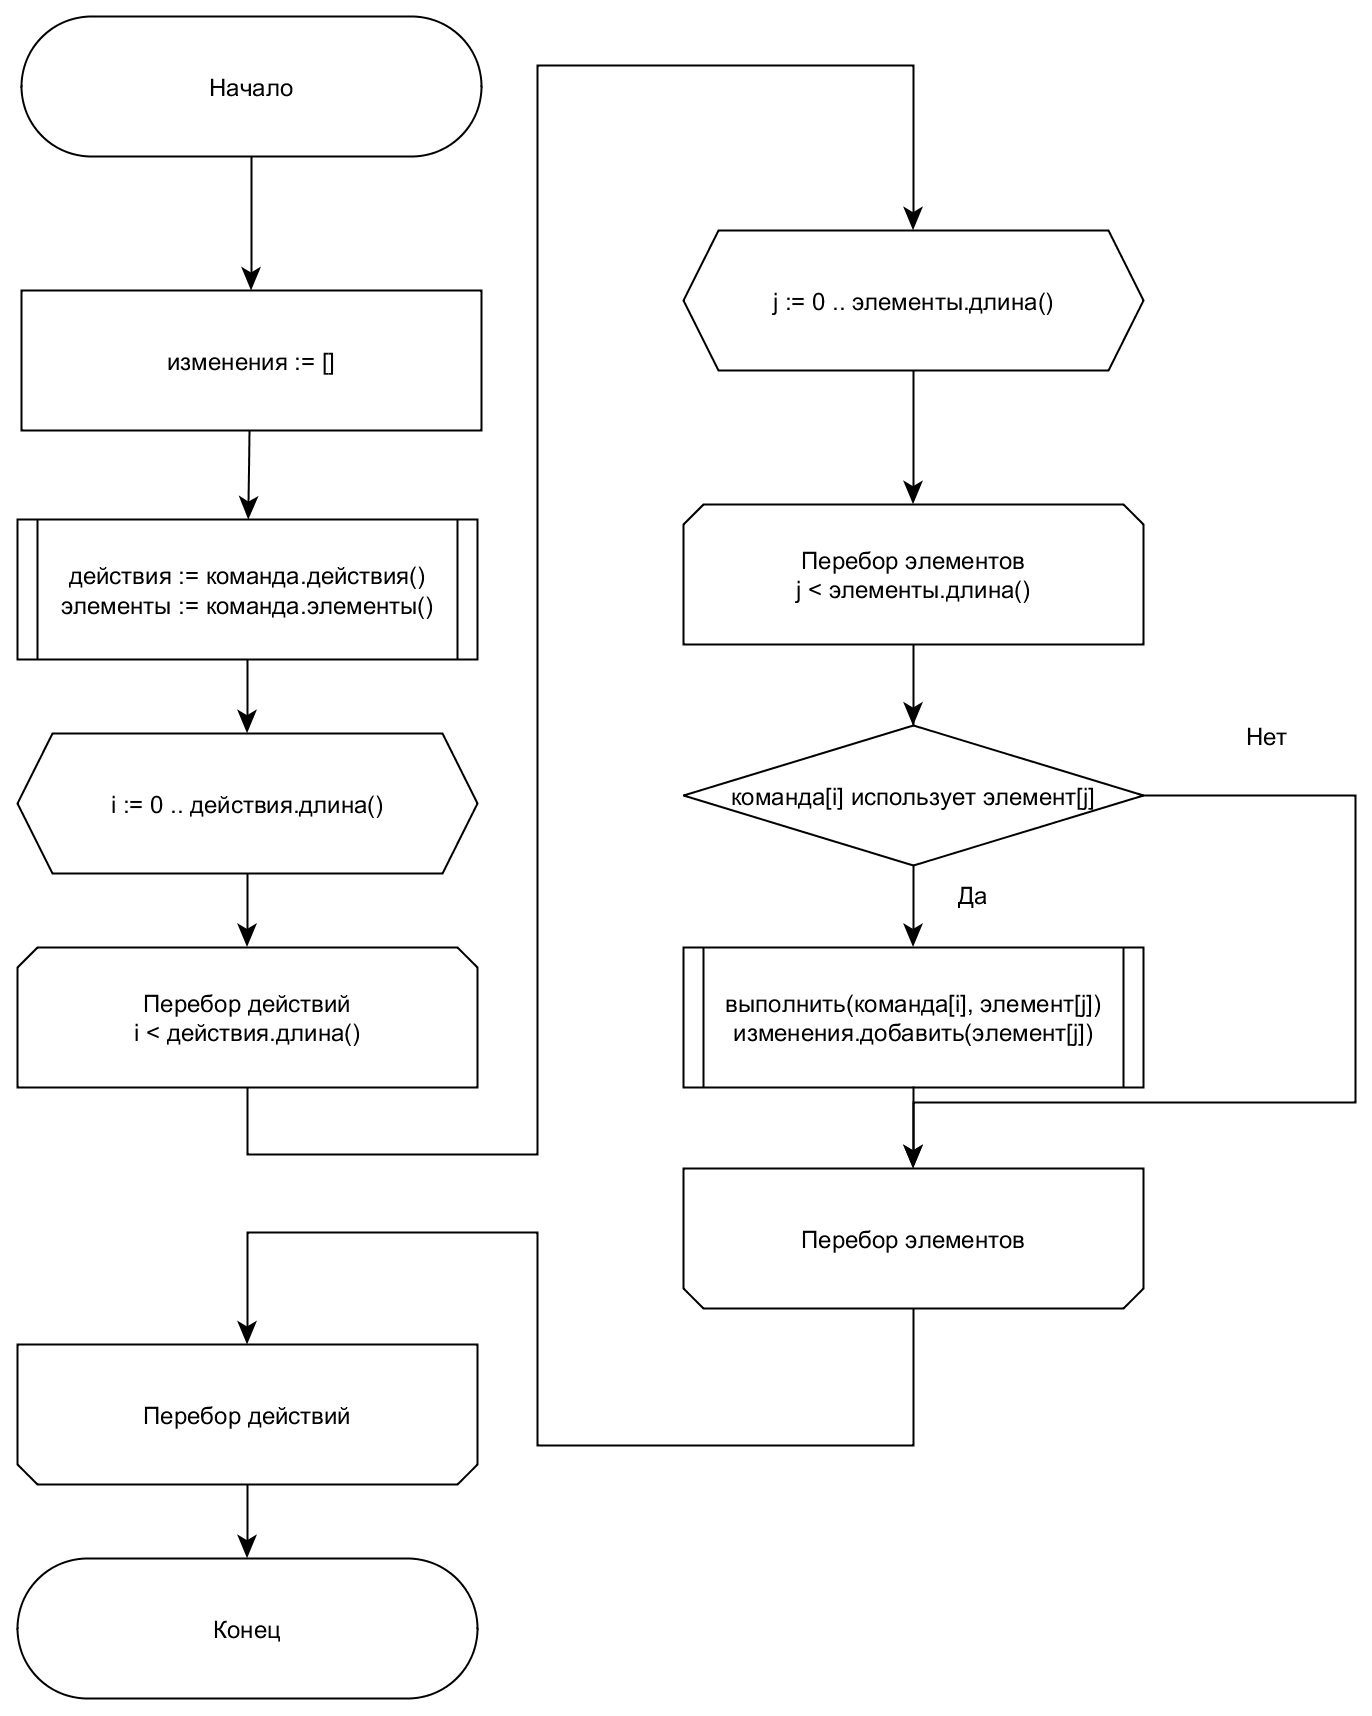 Начало
изменения := []
действия := команда.действия()
элементы := команда.элементы()
i := 0 .. действия.длина()
Перебор действий
i < действия.длина()
j := 0 .. элементы.длина()
Перебор элементов
j < элементы.длина()
команда[i] использует элемент[j]
Нет
Да
выполнить(команда[i], элемент[j])
изменения.добавить(элемент[j])
Перебор элементов
Перебор действий
Конец